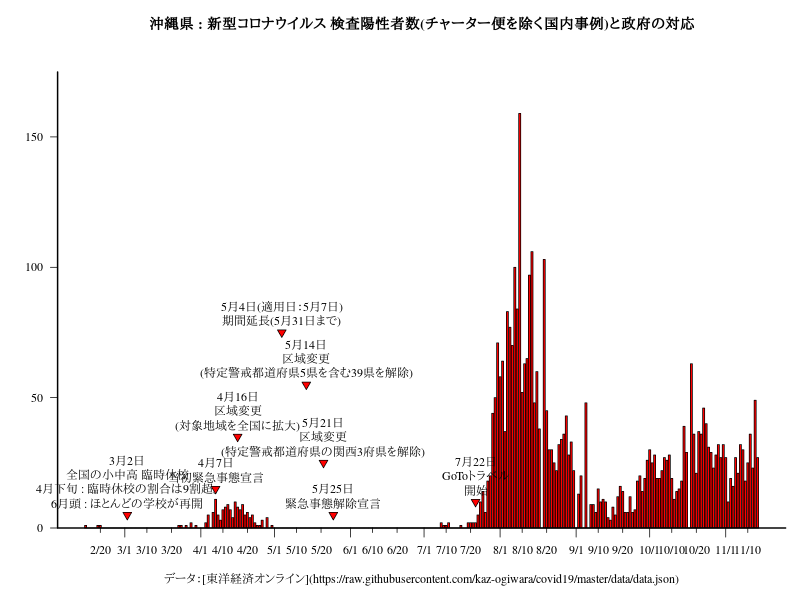 沖縄県 : 新型コロナウイルス 検査陽性者数(チャーター便を除く国内事例)と政府の対応
150
100
50
0
5月4日(適用日：5月7日)
期間延長(5月31日まで)
5月14日
区域変更
(特定警戒都道府県5県を含む39県を解除)
4月16日
区域変更
(対象地域を全国に拡大)
5月21日
区域変更
(特定警戒都道府県の関西3府県を解除)
3月2日
全国の小中高 臨時休校
4月下旬 : 臨時休校の割合は9割超
6月頭 : ほとんどの学校が再開
4月7日
当初緊急事態宣言
5月25日
緊急事態解除宣言
7月22日
GoToトラベル
開始
2/20 3/1 3/10 3/20 4/1 4/10 4/20 5/1 5/10 5/20 6/1 6/10 6/20 7/1 7/10 7/20 8/1 8/10 8/20 9/1 9/10 9/20 10/1 10/10 10/20 11/1 11/10
データ：[東洋経済オンライン](https://raw.githubusercontent.com/kaz-ogiwara/covid19/master/data/data.json)